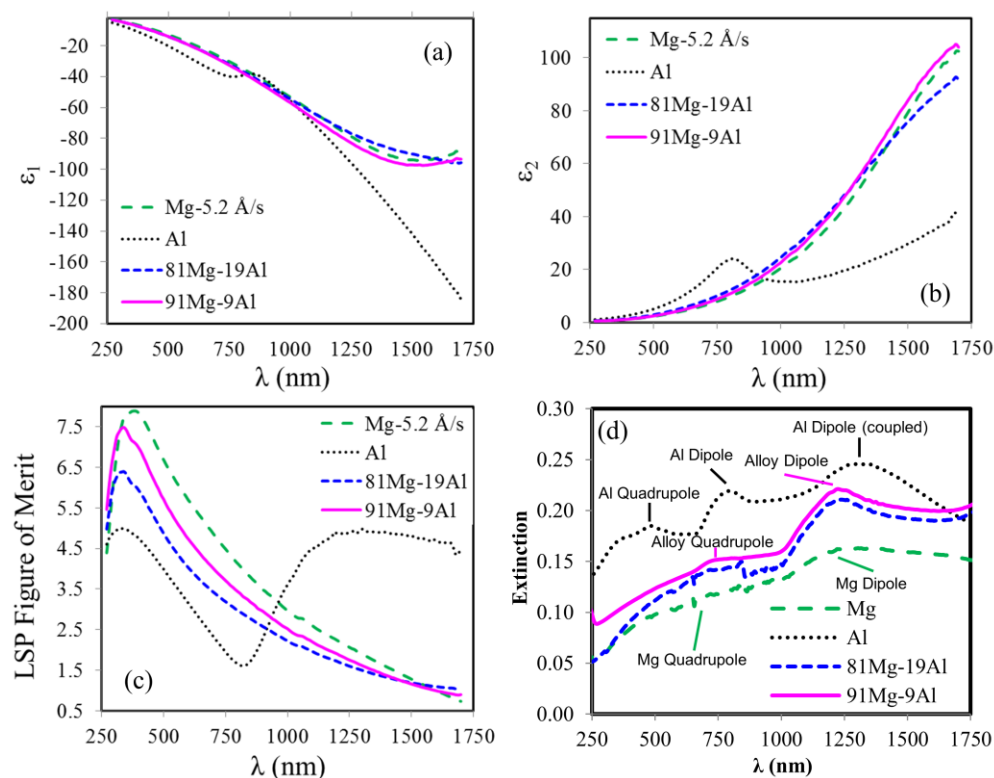 (a)
ε₁
-20
-40
-60
-80
-100
-120
-140
-160
-180
-200
Mg-5.2 Å/s
Al
81Mg-19Al
91Mg-9Al
250 500 750 1000 1250 1500 1750
λ (nm)
(b)
ε₂
120
100
80
60
40
20
0
Mg-5.2 Å/s
Al
81Mg-19Al
91Mg-9Al
250 500 750 1000 1250 1500 1750
λ (nm)
(c)
LSP Figure of Merit
7.5
6.5
5.5
4.5
3.5
2.5
1.5
0.5
Mg-5.2 Å/s
Al
81Mg-19Al
91Mg-9Al
250 500 750 1000 1250 1500 1750
λ (nm)
(d)
Extinction
0.30
0.25
0.20
0.15
0.10
0.05
0.00
Al Dipole (coupled)
Al Dipole
Alloy Dipole
Al Quadrupole
Alloy Quadrupole
Mg Dipole
Mg Quadrupole
Mg
Al
81Mg-19Al
91Mg-9Al
250 500 750 1000 1250 1500 1750
λ (nm)